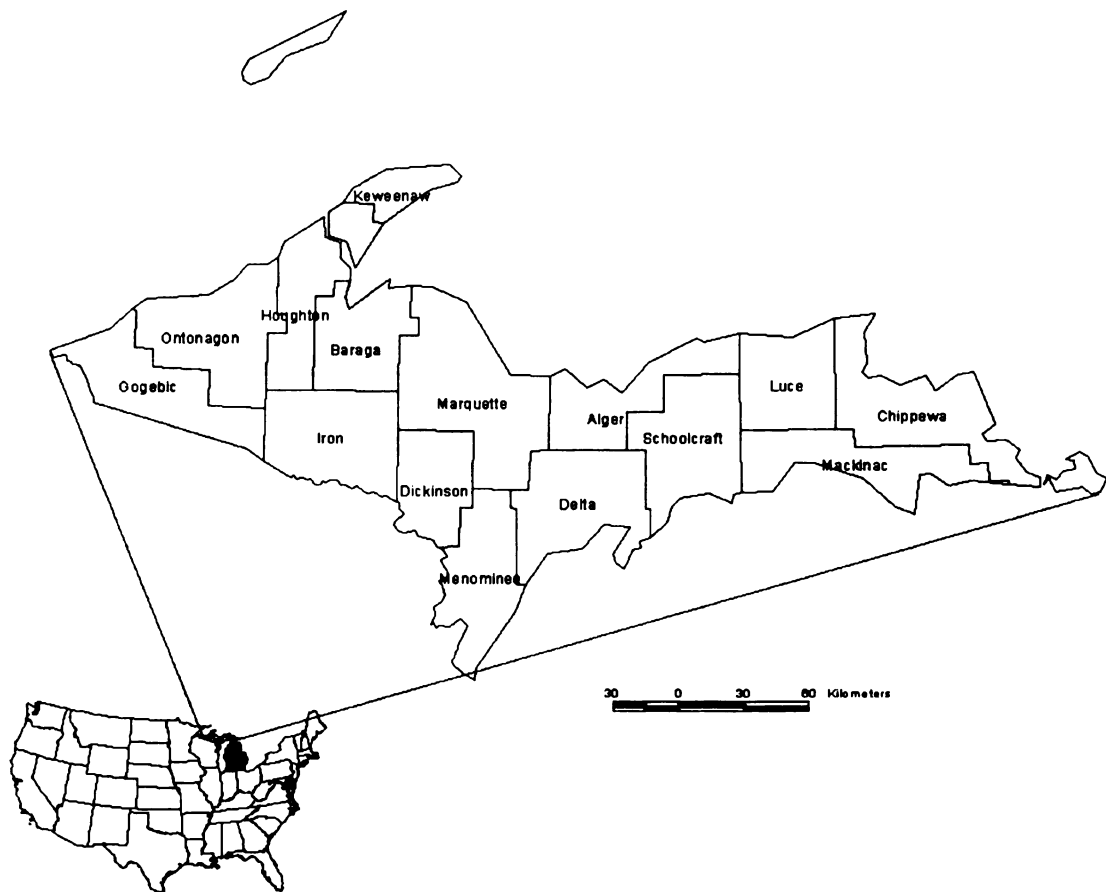 Keweenaw
Houghton
Ontonagon
Baraga
Gogebic
Luce
Marquette
Alger
Chippewa
Iron
Schoolcraft
Mackinac
Dickinson
Delta
Menominee
30 0 30 60 Kilometers